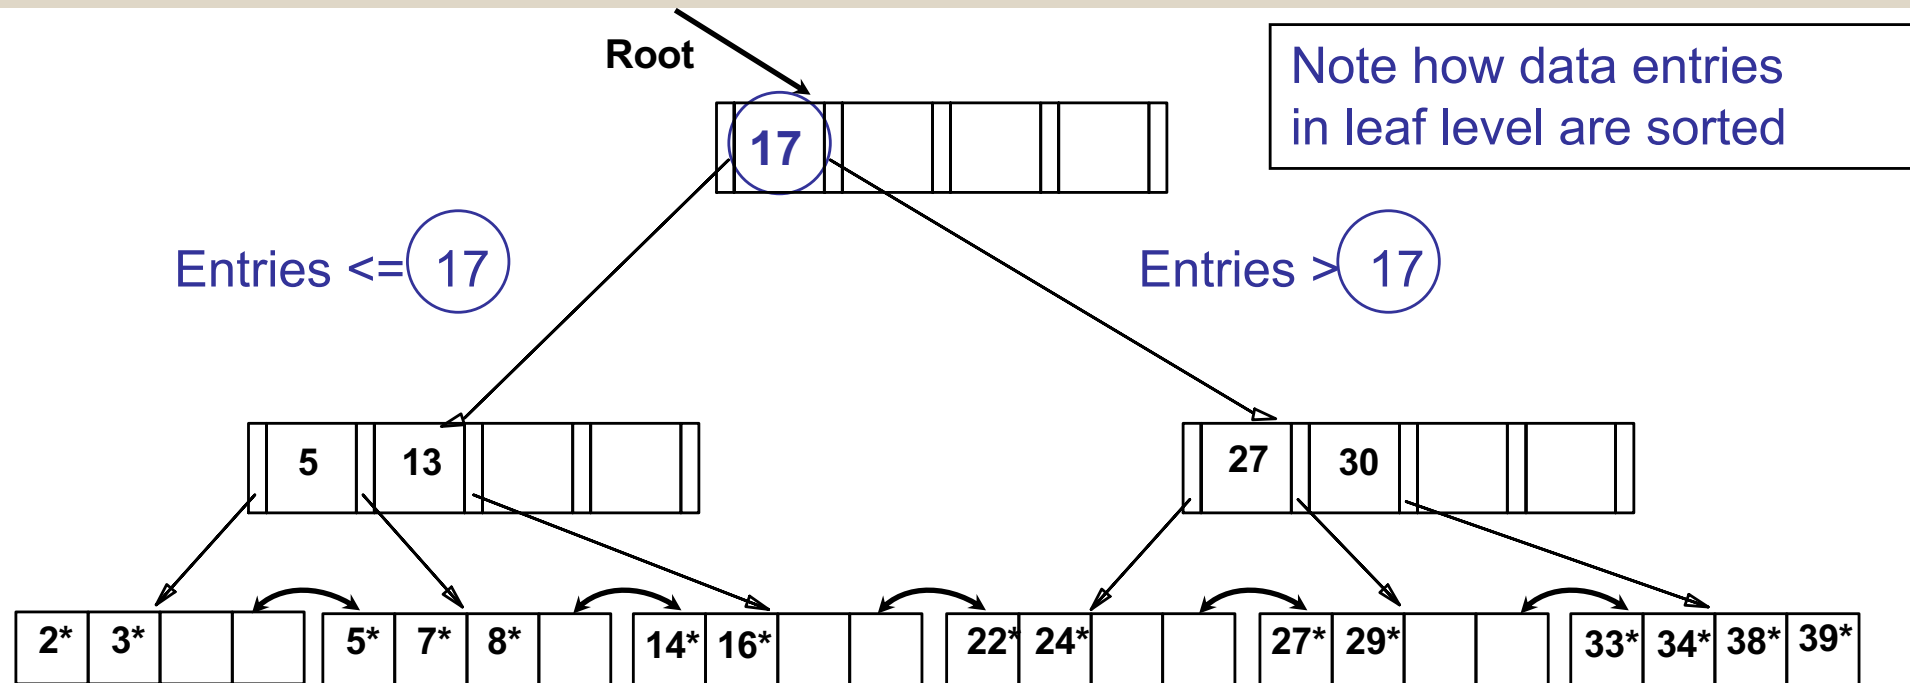 Root
Note how data entries
in leaf level are sorted
17
Entries <= 17
Entries > 17
5 13
27 30
2* 3* 5* 7* 8* 14* 16* 22* 24* 27* 29* 33* 34* 38* 39*